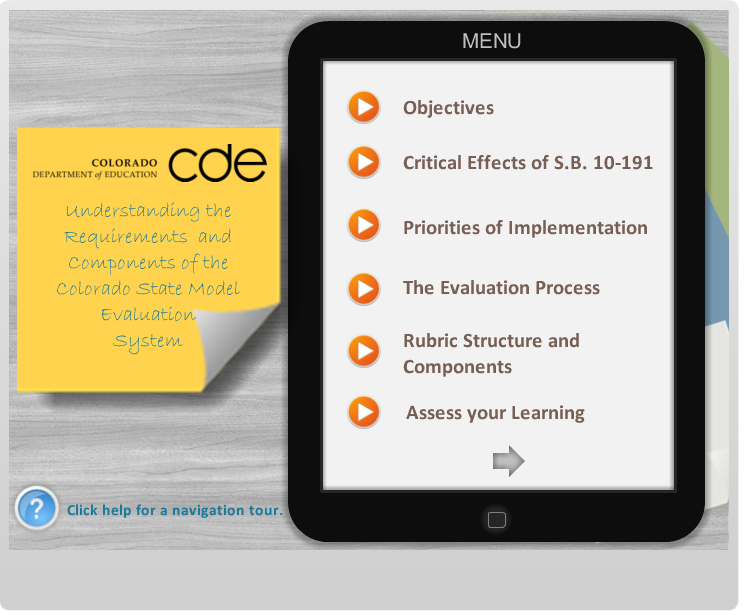 MENU
Objectives
Critical Effects of S.B. 10-191
Priorities of Implementation
The Evaluation Process
Rubric Structure and
Components
Assess your Learning
COLORADO
DEPARTMENT of EDUCATION
cde
Understanding the
Requirements and
Components of the
Colorado State Model
Evaluation
System
?
Click help for a navigation tour.